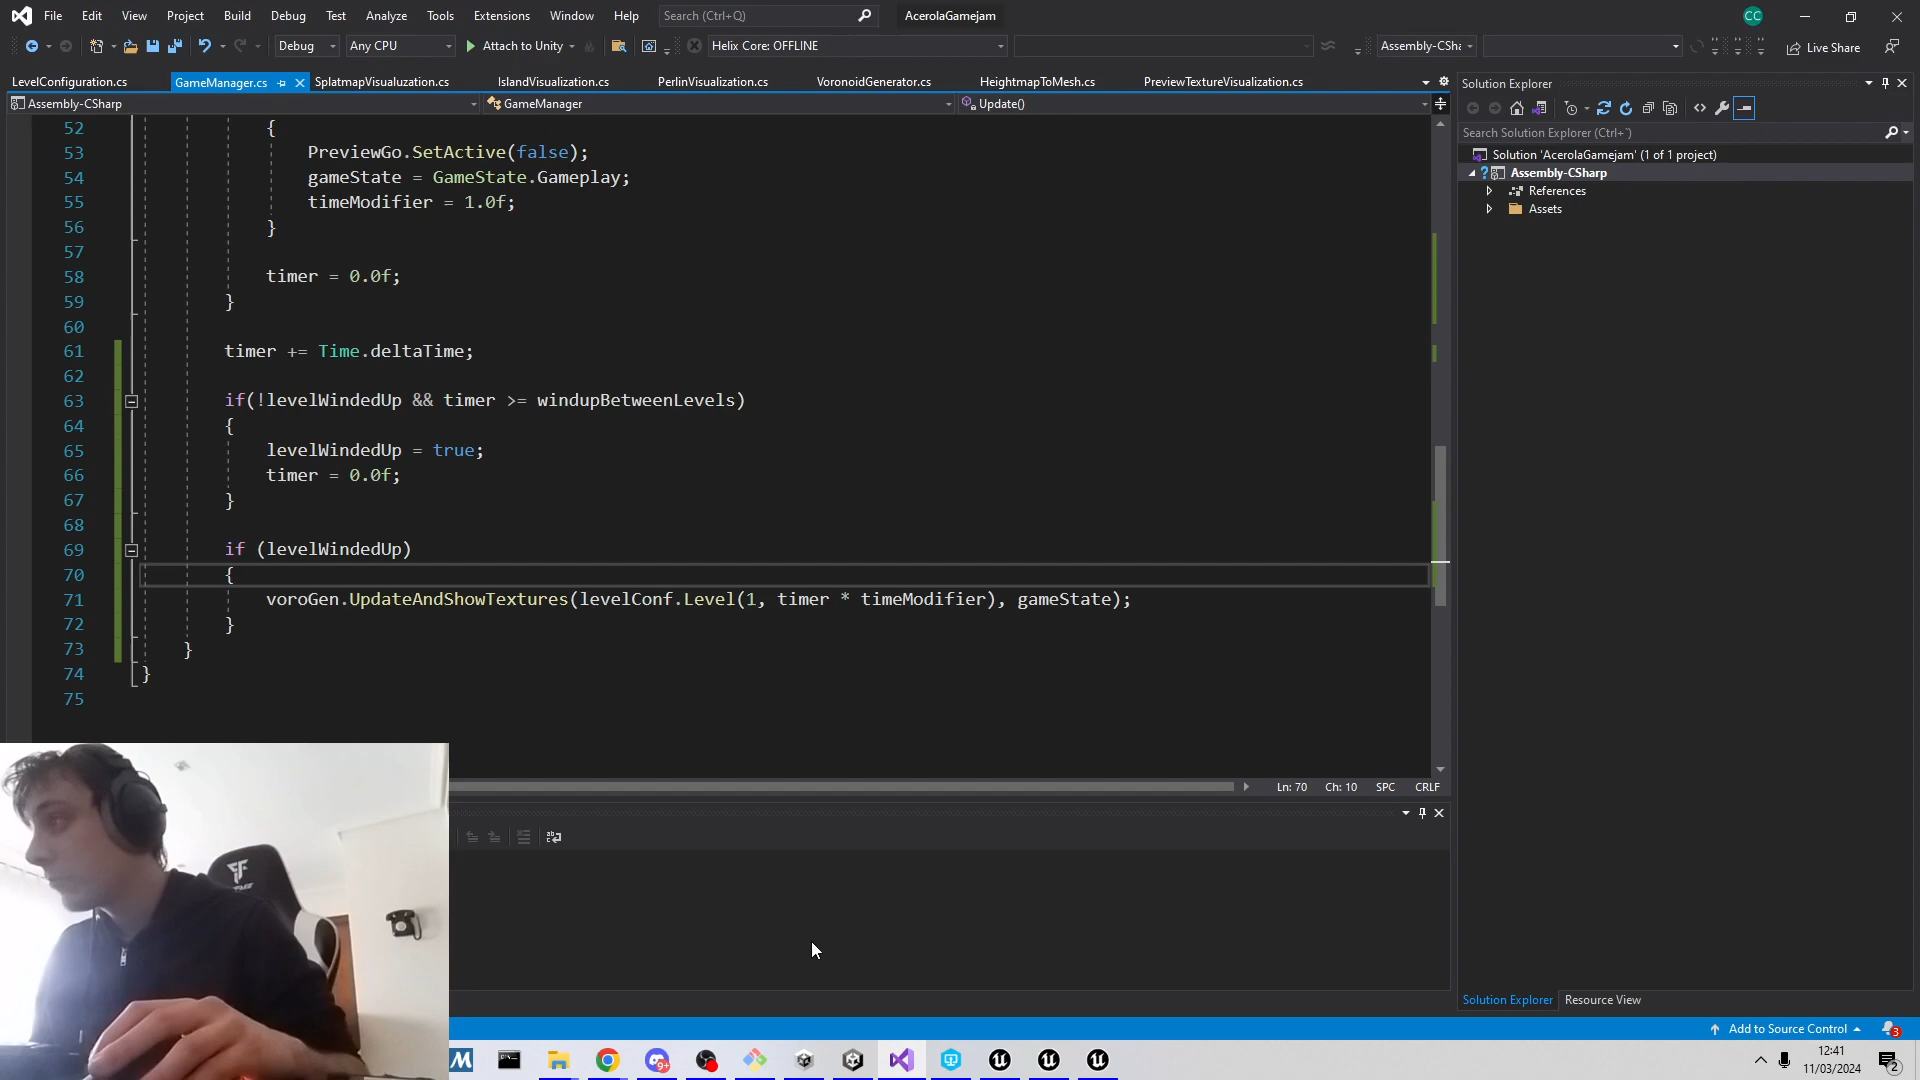 File Edit View Project Build Debug Test Analyze Tools Extensions Window Help Search (Ctrl+Q) AcerolaGamejam CC
Debug Any CPU Attach to Unity Helix Core: OFFLINE Assembly-CSha Live Share
LevelConfiguration.cs GameManager.cs SplatmapVisualuzation.cs IslandVisualization.cs PerlinVisualization.cs VoronoidGenerator.cs HeightmapToMesh.cs PreviewTextureVisualization.cs
Assembly-CSharp GameManager Update()
52 {
53 PreviewGo.SetActive(false);
54 gameState = GameState.Gameplay;
55 timeModifier = 1.0f;
56 }
57
58 timer = 0.0f;
59 }
60
61 timer += Time.deltaTime;
62
63 if(!levelWindedUp && timer >= windupBetweenLevels)
64 {
65 levelWindedUp = true;
66 timer = 0.0f;
67 }
68
69 if (levelWindedUp)
70 {
71 voroGen.UpdateAndShowTextures(levelConf.Level(1, timer * timeModifier), gameState);
72 }
73 }
74 }
75
Ln: 70 Ch: 10 SPC CRLF
Solution Explorer
Search Solution Explorer (Ctrl+¨)
Solution 'AcerolaGamejam' (1 of 1 project)
Assembly-CSharp
References
Assets
Solution Explorer Resource View
Add to Source Control 3
9+
12:41
11/03/2024
2